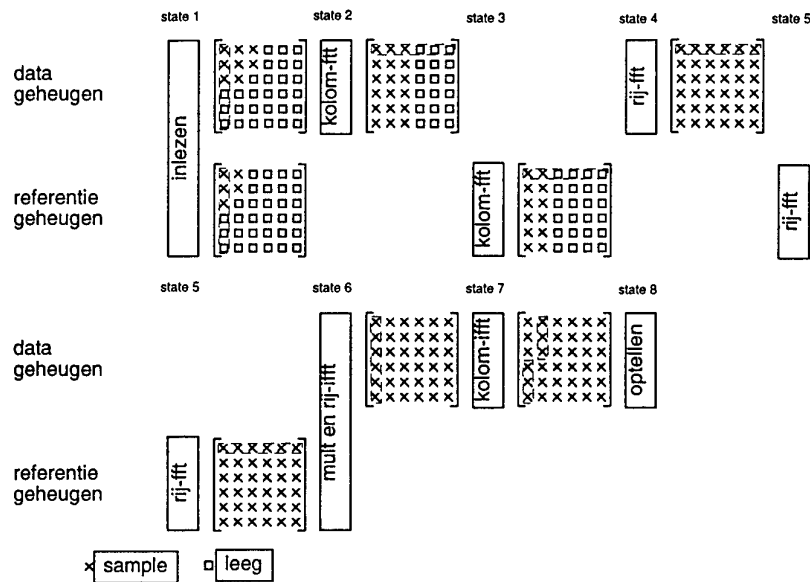 state 1 state 2 state 3 state 4 state 5
data
geheugen
inlezen
kolom-fft
rij-fft
referentie
geheugen
kolom-fft
rij-fft
state 5 state 6 state 7 state 8
data
geheugen
mult en rij-ifft
kolom-ifft
optellen
referentie
geheugen
rij-fft
sample
leeg